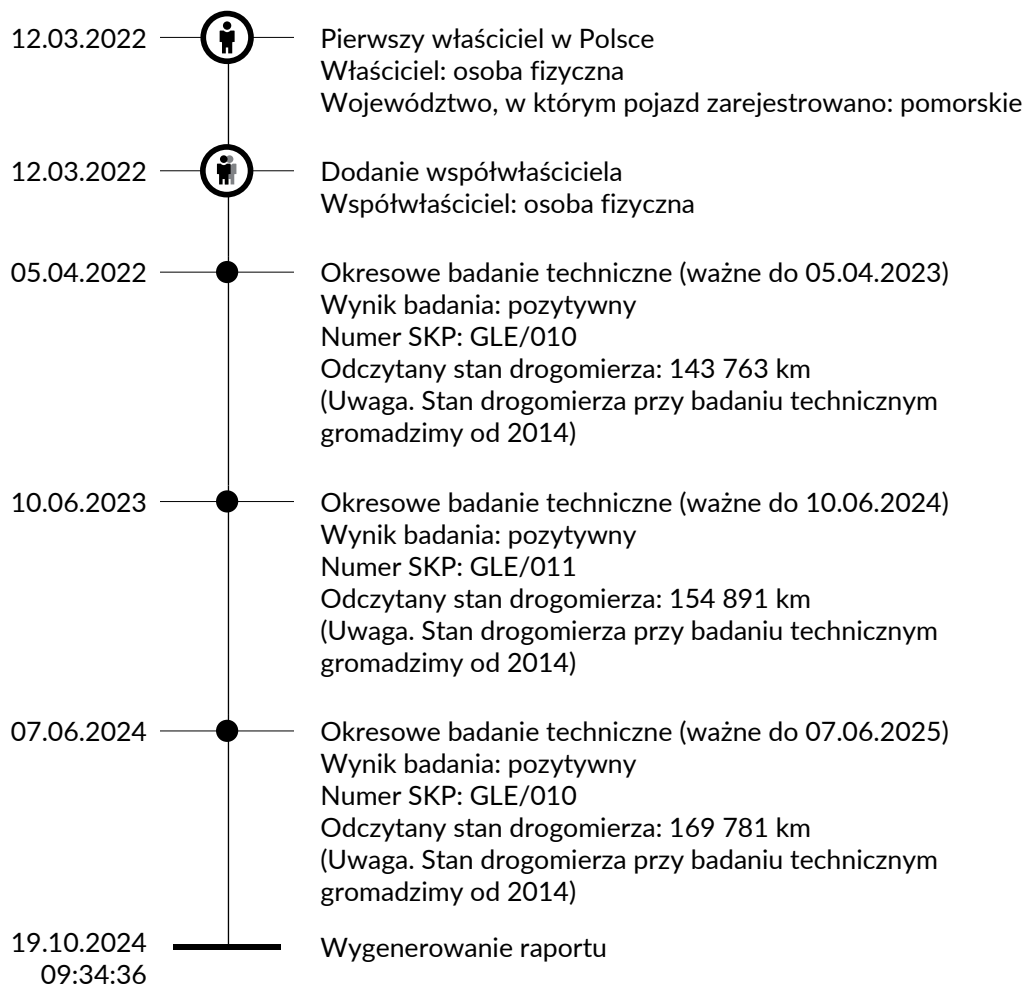 12.03.2022
Pierwszy właściciel w Polsce
Właściciel: osoba fizyczna
Województwo, w którym pojazd zarejestrowano: pomorskie
12.03.2022
Dodanie współwłaściciela
Współwłaściciel: osoba fizyczna
05.04.2022
Okresowe badanie techniczne (ważne do 05.04.2023)
Wynik badania: pozytywny
Numer SKP: GLE/010
Odczytany stan drogomierza: 143 763 km
(Uwaga. Stan drogomierza przy badaniu technicznym
gromadzimy od 2014)
10.06.2023
Okresowe badanie techniczne (ważne do 10.06.2024)
Wynik badania: pozytywny
Numer SKP: GLE/011
Odczytany stan drogomierza: 154 891 km
(Uwaga. Stan drogomierza przy badaniu technicznym
gromadzimy od 2014)
07.06.2024
Okresowe badanie techniczne (ważne do 07.06.2025)
Wynik badania: pozytywny
Numer SKP: GLE/010
Odczytany stan drogomierza: 169 781 km
(Uwaga. Stan drogomierza przy badaniu technicznym
gromadzimy od 2014)
19.10.2024
09:34:36
Wygenerowanie raportu